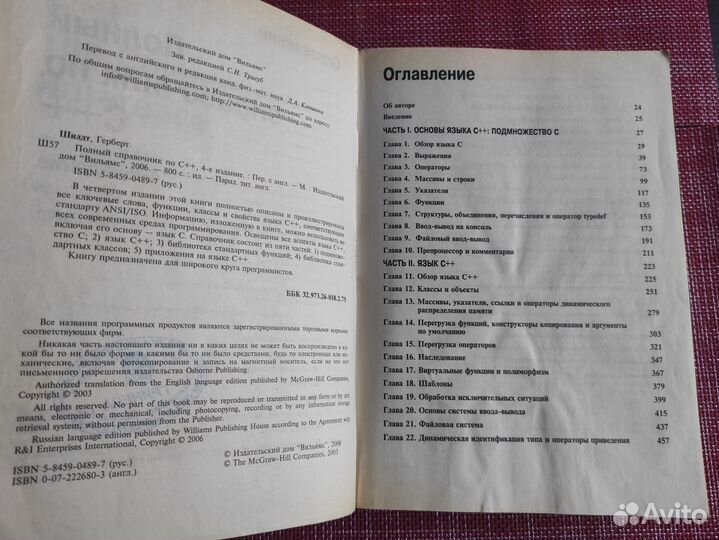 Издательский дом "Вильямс"
Зав. редакцией С.Н. Тригуб
Перевод с английского и редакция канд. физ.-мат. наук Д.А. Клюшина
По общим вопросам обращайтесь в Издательский дом "Вильямс" по адресу:
info@williamspublishing.com; http://www.williamspublishing.com
Шилдт, Герберт.
Ш57 Полный справочник по C++, 4-е издание. : Пер. с англ. — М. : Издательский
дом "Вильямс", 2006. — 800 с. : ил. — Парал. тит. англ.
ISBN 5-8459-0489-7 (рус.)
В четвертом издании этой книги полностью описаны и проиллюстрированы
все ключевые слова, функции, классы и свойства языка C++, соответствующие
стандарту ANSI/ISO. Информацию, изложенную в книге, можно использовать
во всех современных средах программирования. Освещены все аспекты языка C++,
включая его основу — язык C. Справочник состоит из пяти частей: 1) подмноже-
ство C; 2) язык C++; 3) библиотека стандартных функций; 4) библиотека стан-
дартных классов; 5) приложения на языке C++.
Книга предназначена для широкого круга программистов.
ББК 32.973.26-018.2.75
Все названия программных продуктов являются зарегистрированными торговыми марками
соответствующих фирм.
Никакая часть настоящего издания ни в каких целях не может быть воспроизведена в ка-
кой бы то ни было форме и какими бы то ни было средствами, будь то электронные или ме-
ханические, включая фотокопирование и запись на магнитный носитель, если на это нет
письменного разрешения издательства Osborne Publishing.
Authorized translation from the English language edition published by McGraw-Hill Companies,
Copyright © 2003
All rights reserved. No part of this book may be reproduced or transmitted in any form or by any
means, electronic or mechanical, including photocopying, recording or by any information storage
retrieval system, without permission from the Publisher.
Russian language edition published by Williams Publishing House according to the Agreement with
R&I Enterprises International, Copyright © 2006
ISBN 5-8459-0489-7 (рус.)
ISBN 0-07-222680-3 (англ.)
© Издательский дом "Вильямс", 2006
© The McGraw-Hill Companies, 2003
Оглавление
Об авторе 24
Введение 25
ЧАСТЬ I. ОСНОВЫ ЯЗЫКА C++: ПОДМНОЖЕСТВО C 27
Глава 1. Обзор языка C 29
Глава 2. Выражения 39
Глава 3. Операторы 73
Глава 4. Массивы и строки 99
Глава 5. Указатели 117
Глава 6. Функции 135
Глава 7. Структуры, объединения, перечисления и оператор typedef 153
Глава 8. Ввод-вывод на консоль 173
Глава 9. Файловый ввод-вывод 191
Глава 10. Препроцессор и комментарии 211
ЧАСТЬ II. ЯЗЫК C++ 223
Глава 11. Обзор языка C++ 225
Глава 12. Классы и объекты 251
Глава 13. Массивы, указатели, ссылки и операторы динамического
распределения памяти 279
Глава 14. Перегрузка функций, конструкторы копирования и аргументы
по умолчанию 303
Глава 15. Перегрузка операторов 321
Глава 16. Наследование 347
Глава 17. Виртуальные функции и полиморфизм 367
Глава 18. Шаблоны 379
Глава 19. Обработка исключительных ситуаций 399
Глава 20. Основы системы ввода-вывода 415
Глава 21. Файловая система 437
Глава 22. Динамическая идентификация типа и операторы приведения 457
Avito